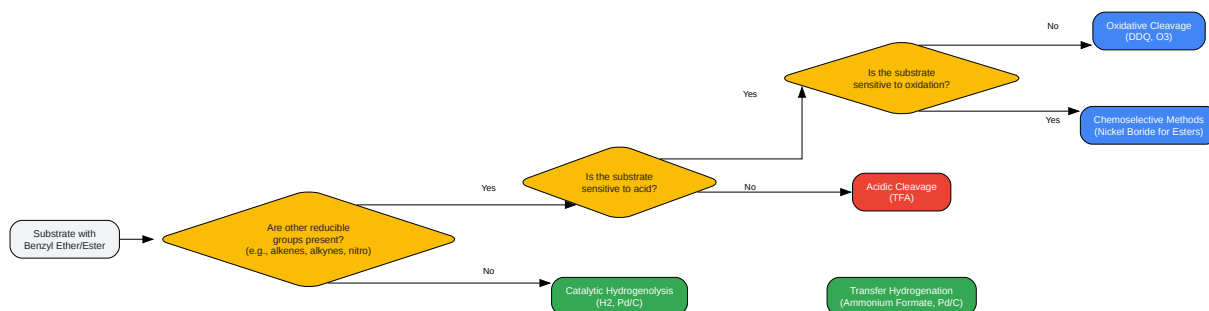 Substrate with
Benzyl Ether/Ester
Are other reducible
groups present?
(e.g., alkenes, alkynes, nitro)
Yes
No
Is the substrate
sensitive to acid?
Yes
No
Is the substrate
sensitive to oxidation?
No
Yes
Oxidative Cleavage
(DDQ, O3)
Chemoselective Methods
(Nickel Boride for Esters)
Acidic Cleavage
(TFA)
Catalytic Hydrogenolysis
(H2, Pd/C)
Transfer Hydrogenation
(Ammonium Formate, Pd/C)